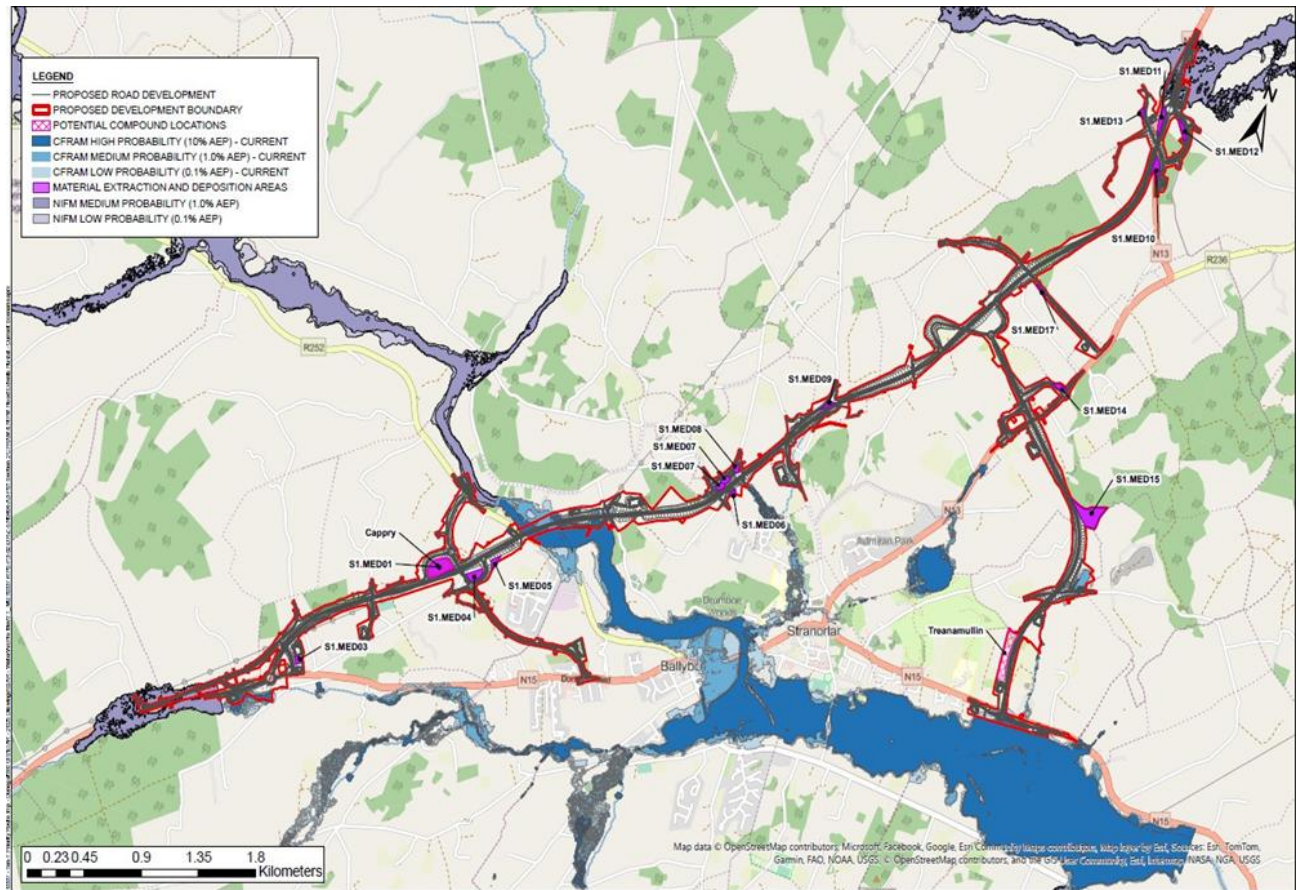 LEGEND
PROPOSED ROAD DEVELOPMENT
PROPOSED DEVELOPMENT BOUNDARY
POTENTIAL COMPOUND LOCATIONS
CFRAM HIGH PROBABILITY (10% AEP) - CURRENT
CFRAM MEDIUM PROBABILITY (1.0% AEP) - CURRENT
CFRAM LOW PROBABILITY (0.1% AEP) - CURRENT
MATERIAL EXTRACTION AND DEPOSITION AREAS
NIFM MEDIUM PROBABILITY (1.0% AEP)
NIFM LOW PROBABILITY (0.1% AEP)
S1.MED11
N
S1.MED13
S1.MED12
S1.MED10
N13
R236
S1.MED17
R252
S1.MED09
S1.MED14
S1.MED08
S1.MED07
S1.MED07
S1.MED06
S1.MED15
N13
Admiran Park
Cappry
S1.MED01
S1.MED05
S1.MED04
Drumboe
Woods
Stranorlar
Treanamullin
S1.MED03
Ballybofey
N15
N15
N15
0 0.23 0.45 0.9 1.35 1.8
Kilometers
Map data © OpenStreetMap contributors, Microsoft, Facebook, Google, Esri Community Maps contributors, Map layer by Esri, Sources: Esri, TomTom,
Garmin, FAO, NOAA, USGS, © OpenStreetMap contributors, and the GIS User Community, Esri, Intermap, NASA, NGA, USGS